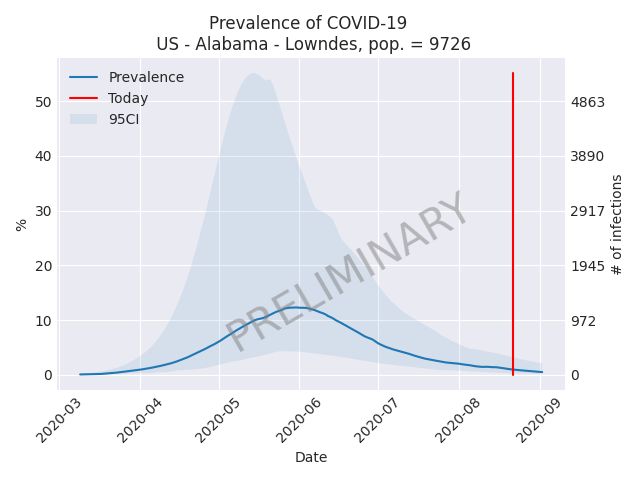 Prevalence of COVID-19
US - Alabama - Lowndes, pop. = 9726
Prevalence
Today
95CI
50
40
30
20
10
0
%
4863
3890
2917
1945
972
0
# of infections
PRELIMINARY
2020-03
2020-04
2020-05
2020-06
2020-07
2020-08
2020-09
Date